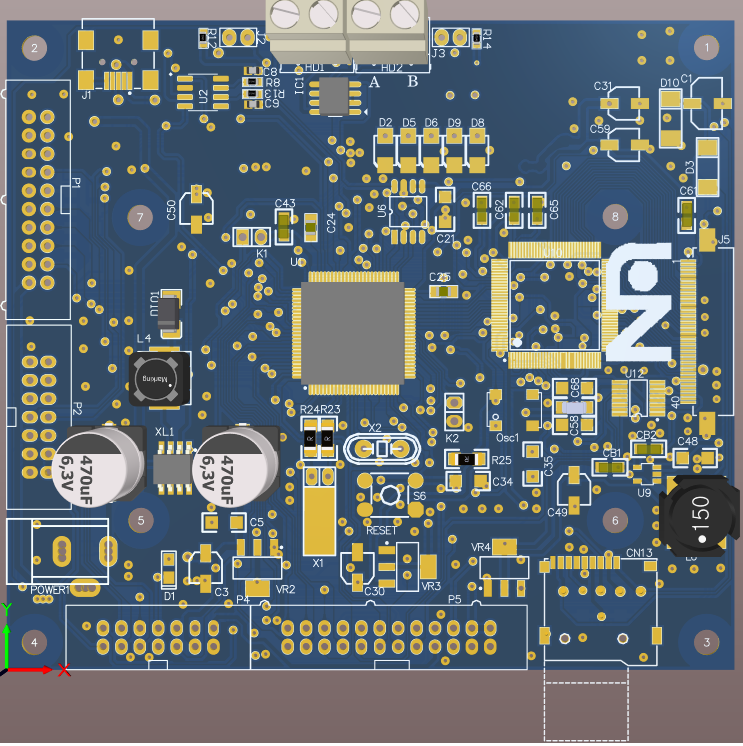 2
R12
J2
HD1
HD2
A
B
J3
R14
1
J1
U2
C8
R8
R13
C9
IC1
C31
D10
C1
C59
D2
D5
D6
D9
D8
D3
P1
7
C50
C43
C24
K1
U6
C21
C66
C62
C65
8
C61
J5
C25
1
L4
Marking
U12
C68
C58
40
P2
XL1
470uF
6,3V
470uF
6,3V
R24
R23
X2
K2
Osc1
CB2
C48
CB1
U9
R25
C34
C35
C49
S6
RESET
150
5
C5
6
X1
POWER1
D1
C3
VR2
C30
VR3
VR4
CN13
P4
P5
Y
X
4
3